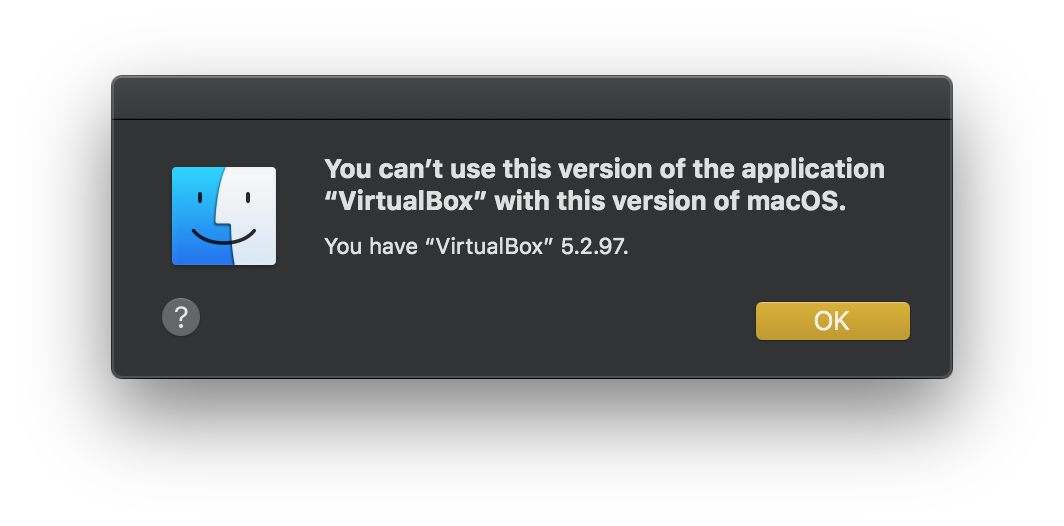 You can’t use this version of the application
“VirtualBox” with this version of macOS.
You have “VirtualBox” 5.2.97.
?
OK